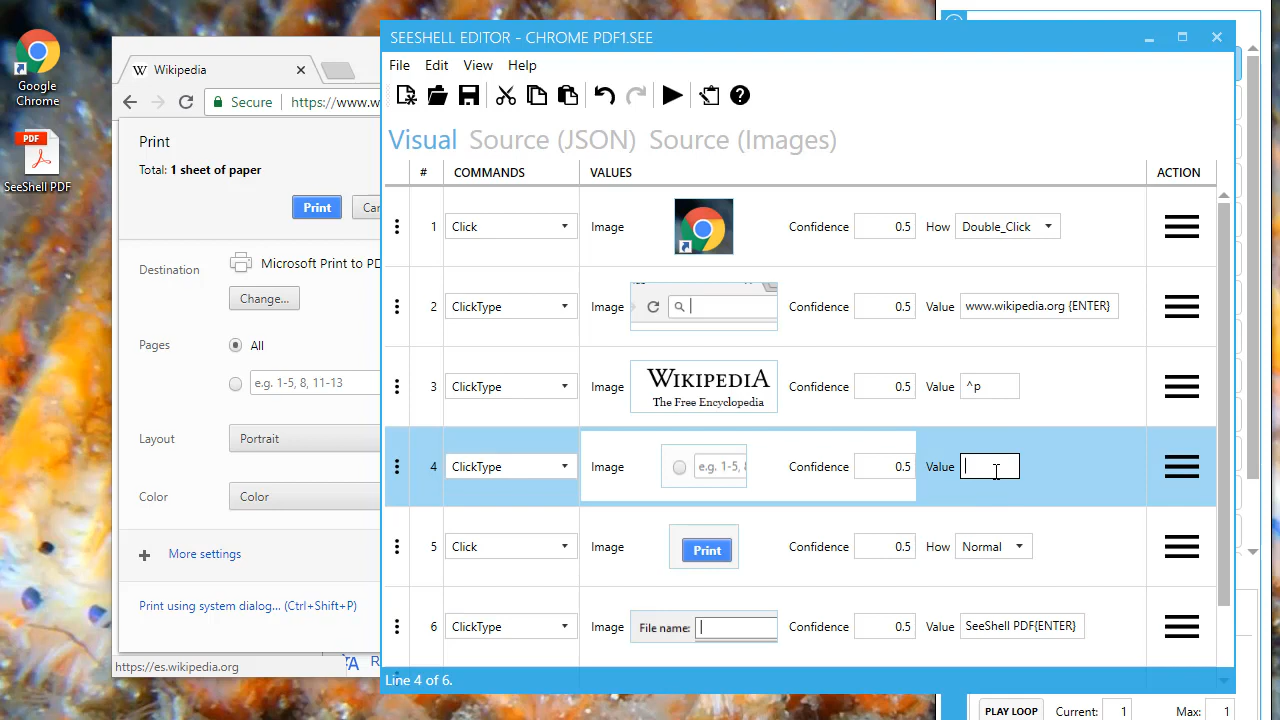 Google
Chrome
PDF
SeeShell PDF
W Wikipedia
Secure
https://www.w
Print
Total: 1 sheet of paper
Print
Destination
Microsoft Print to PD
Change...
Pages
All
e.g. 1-5, 8, 11-13
Layout
Portrait
Color
Color
More settings
Print using system dialog... (Ctrl+Shift+P)
https://es.wikipedia.org
SEESHELL EDITOR - CHROME PDF1.SEE
File Edit View Help
Visual Source (JSON) Source (Images)
# COMMANDS VALUES ACTION
1 Click Image Confidence 0.5 How Double_Click
2 ClickType Image Confidence 0.5 Value www.wikipedia.org {ENTER}
3 ClickType Image WIKIPEDIA Confidence 0.5 Value ^p
The Free Encyclopedia
4 ClickType Image e.g. 1-5, Confidence 0.5 Value
5 Click Image Print Confidence 0.5 How Normal
6 ClickType Image File name: Confidence 0.5 Value SeeShell PDF{ENTER}
Line 4 of 6.
PLAY LOOP Current: 1 Max: 1